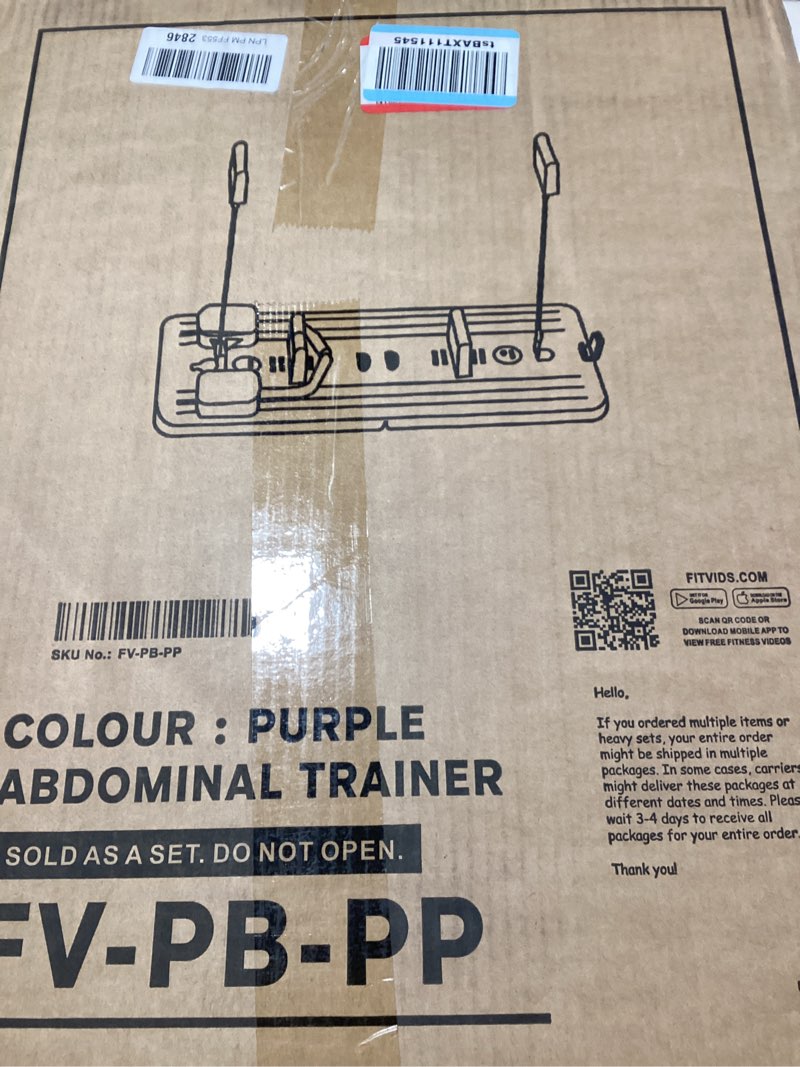 LPN PM FF553 2846
tsBAXT111545
SKU No.: FV-PB-PP
FITVIDS.COM
GET IT ON
Google Play
Download on the
Apple Store
SCAN QR CODE OR
DOWNLOAD MOBILE APP TO
VIEW FREE FITNESS VIDEOS
Hello,
If you ordered multiple items or
heavy sets, your entire order
might be shipped in multiple
packages. In some cases, carriers
might deliver these packages at
different dates and times. Pleas
wait 3-4 days to receive all
packages for your entire order.
Thank you!
COLOUR : PURPLE
ABDOMINAL TRAINER
SOLD AS A SET. DO NOT OPEN.
FV-PB-PP